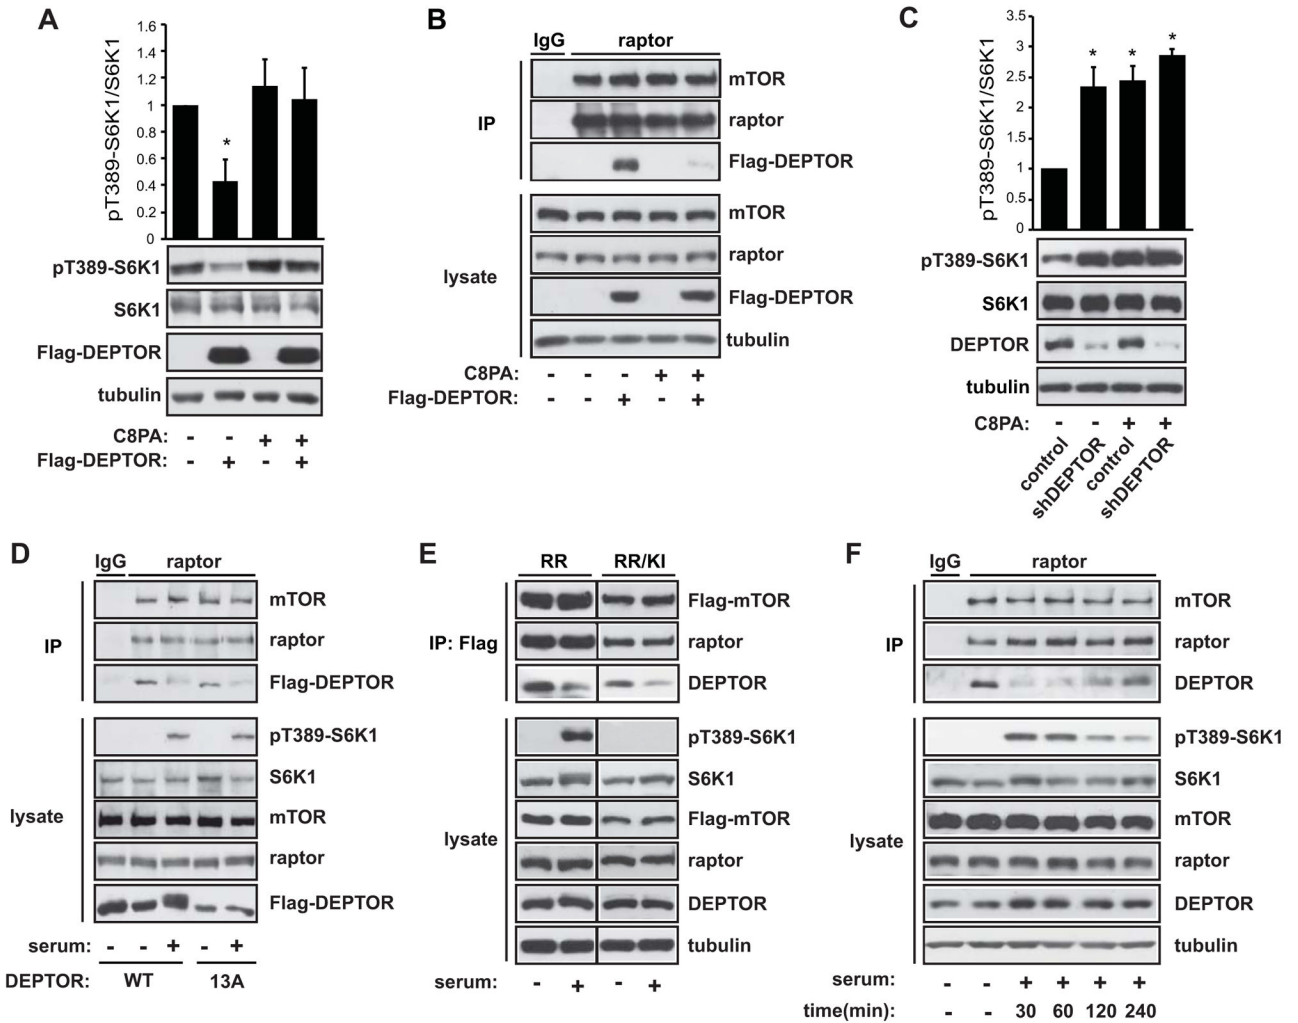 A
pT389-S6K1/S6K1
1.6
1.4
1.2
1
0.8
0.6
0.4
0.2
0
*
pT389-S6K1
S6K1
Flag-DEPTOR
tubulin
C8PA: - - + +
Flag-DEPTOR: - + - +
B
IgG raptor
IP
mTOR
raptor
Flag-DEPTOR
lysate
mTOR
raptor
Flag-DEPTOR
tubulin
C8PA: - - - + +
Flag-DEPTOR: - - + - +
C
pT389-S6K1/S6K1
3.5
3
2.5
2
1.5
1
0.5
0
* * *
pT389-S6K1
S6K1
DEPTOR
tubulin
C8PA: - - + +
control shDEPTOR control shDEPTOR
D
IgG raptor
IP
mTOR
raptor
Flag-DEPTOR
lysate
pT389-S6K1
S6K1
mTOR
raptor
Flag-DEPTOR
serum: - - + - +
DEPTOR: WT 13A
E
RR RR/KI
IP: Flag
Flag-mTOR
raptor
DEPTOR
lysate
pT389-S6K1
S6K1
Flag-mTOR
raptor
DEPTOR
tubulin
serum: - + - +
F
IgG raptor
IP
mTOR
raptor
DEPTOR
lysate
pT389-S6K1
S6K1
mTOR
raptor
DEPTOR
tubulin
serum: - - + + + +
time(min): - - 30 60 120 240